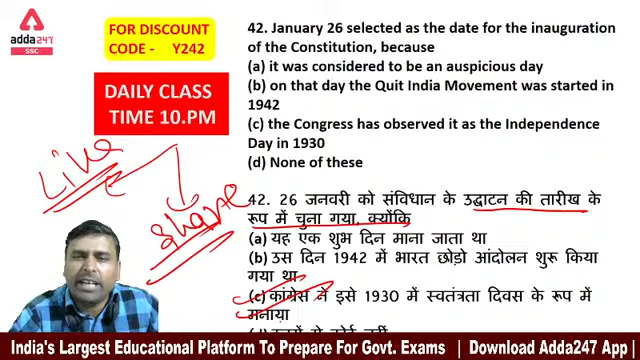 adda247
SSC
FOR DISCOUNT
CODE - Y242
DAILY CLASS
TIME 10.PM
Like
Share
42. January 26 selected as the date for the inauguration
of the Constitution, because
(a) it was considered to be an auspicious day
(b) on that day the Quit India Movement was started in
1942
(c) the Congress has observed it as the Independence
Day in 1930
(d) None of these
42. 26 जनवरी को संविधान के उद्घाटन की तारीख के
रूप में चुना गया, क्योंकि
(a) यह एक शुभ दिन माना जाता था
(b) उस दिन 1942 में भारत छोड़ो आंदोलन शुरू किया
गया था
(c) कांग्रेस ने इसे 1930 में स्वतंत्रता दिवस के रूप में
मनाया
India's Largest Educational Platform To Prepare For Govt. Exams | Download Adda247 App |